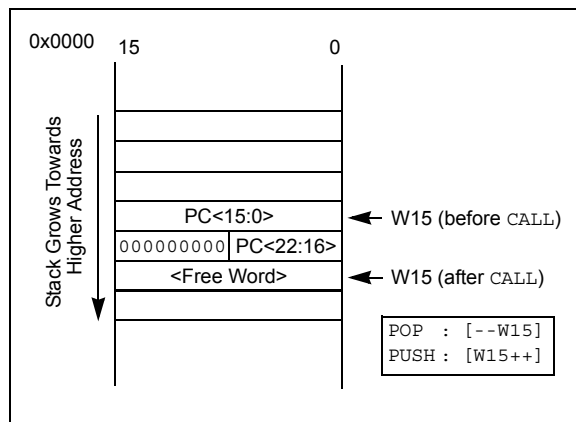 0x0000
15 0
Stack Grows Towards
Higher Address
PC<15:0>
W15 (before CALL)
000000000 PC<22:16>
<Free Word>
W15 (after CALL)
POP : [--W15]
PUSH : [W15++]